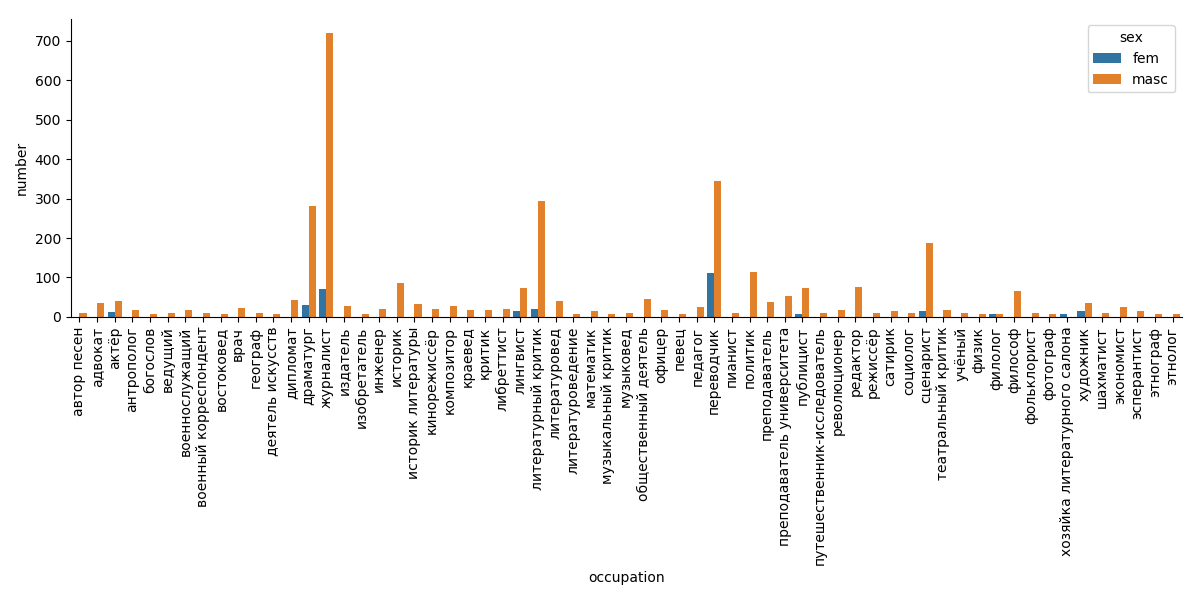 sex
fem
masc
number
700
600
500
400
300
200
100
0
автор песен
адвокат
актёр
антрополог
богослов
ведущий
военнослужащий
военный корреспондент
востоковед
врач
географ
деятель искусств
дипломат
драматург
журналист
издатель
изобретатель
инженер
историк
историк литературы
кинорежиссёр
композитор
краевед
критик
либреттист
лингвист
литературный критик
литературовед
литературоведение
математик
музыкальный критик
музыковед
общественный деятель
офицер
певец
педагог
переводчик
пианист
политик
преподаватель
преподаватель университета
публицист
путешественник-исследователь
революционер
редактор
режиссёр
сатирик
социолог
сценарист
театральный критик
учёный
физик
филолог
философ
фольклорист
фотограф
хозяйка литературного салона
художник
шахматист
экономист
эсперантист
этнограф
этнолог
occupation